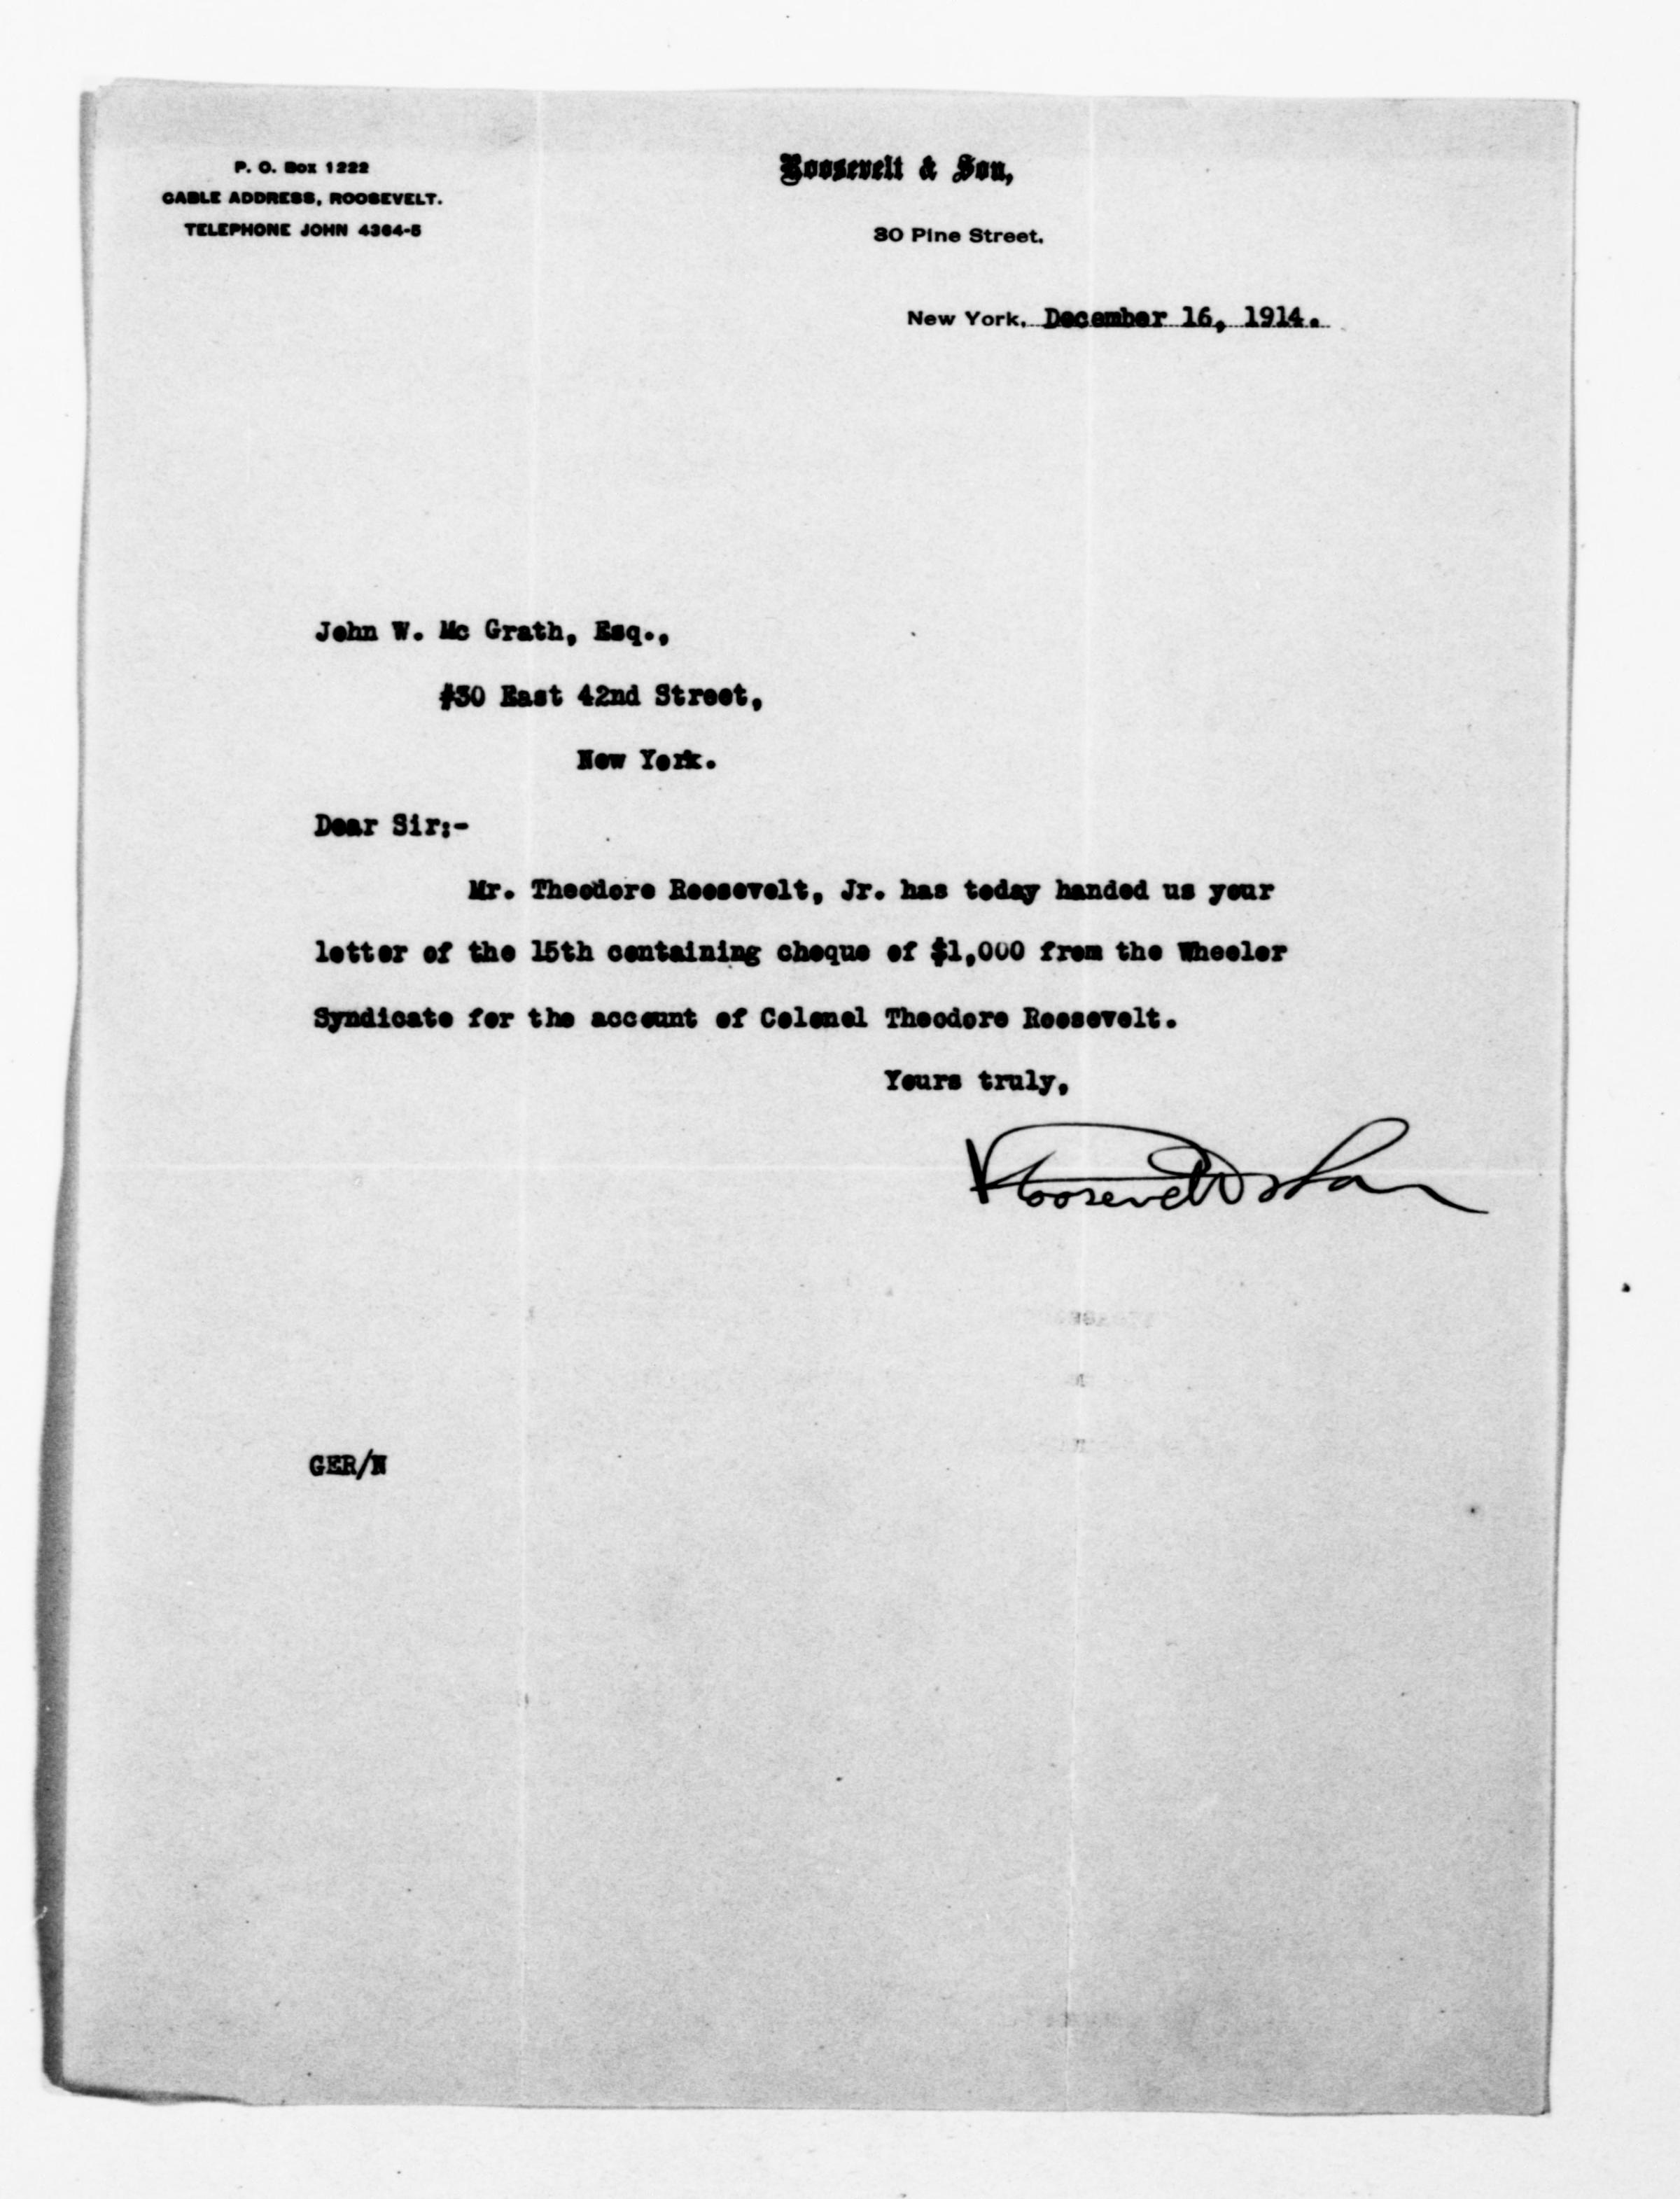 P. O. Box 1222
CABLE ADDRESS, ROOSEVELT.
TELEPHONE JOHN 4364-5
Roosevelt & Son,
30 Pine Street.
New York, December 16, 1914.
John W. Mc Grath, Esq.,
#30 East 42nd Street,
New York.
Dear Sir:-
Mr. Theodore Roosevelt, Jr. has today handed us your
letter of the 15th containing cheque of $1,000 from the Wheeler
Syndicate for the account of Colonel Theodore Roosevelt.
Yours truly,
Roosevelt & Son
GER/N